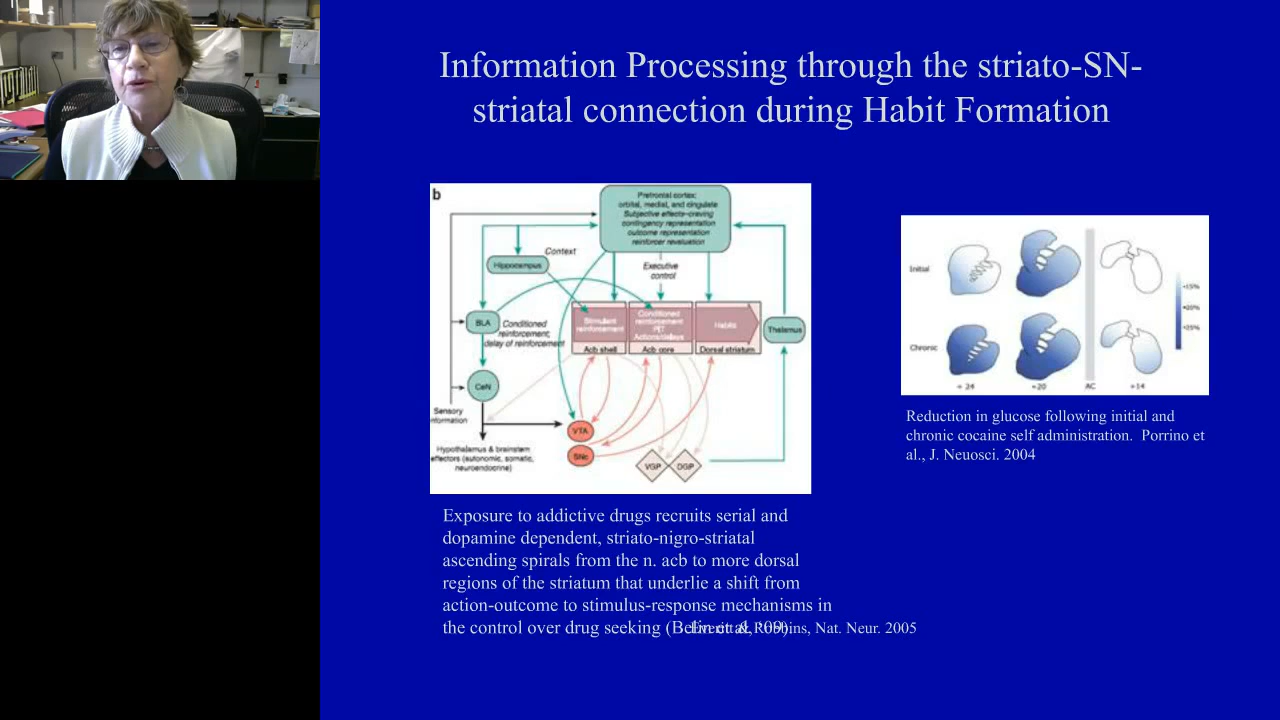 Information Processing through the striato-SN-
striatal connection during Habit Formation
b
Prefrontal cortex:
orbital, medial, and cingulate
Subjective effects-craving
contingency representation
outcome representation
reinforcer revaluation
Context
Hippocampus
Executive
control
BLA
Conditioned
reinforcement;
delay of reinforcement
Stimulant
reinforcement
Conditioned
reinforcement
PIT
Habits
Thalamus
Acb shell
Acb core
Dorsal striatum
CeN
Sensory
information
VTA
SNc
Hypothalamus & brainstem
effectors (autonomic, somatic,
neuroendocrine)
VGP
DGP
Initial
Chronic
+15%
+20%
+25%
+ 24
+20
AC
+14
Reduction in glucose following initial and
chronic cocaine self administration. Porrino et
al., J. Neuosci. 2004
Exposure to addictive drugs recruits serial and
dopamine dependent, striato-nigro-striatal
ascending spirals from the n. acb to more dorsal
regions of the striatum that underlie a shift from
action-outcome to stimulus-response mechanisms in
the control over drug seeking (Belin et al, '09)
Everitt & Robbins, Nat. Neur. 2005